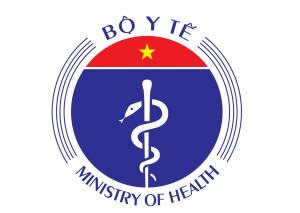 BỘ Y TẾ
MINISTRY OF HEALTH